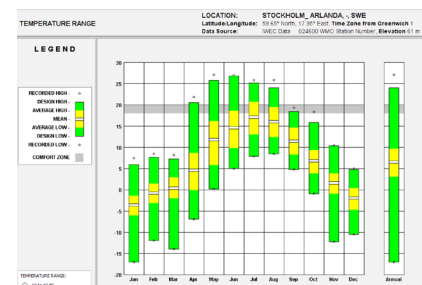 TEMPERATURE RANGE
LOCATION: STOCKHOLM_ARLANDA, -, SWE
Latitude/Longitude: 59.65° North, 17.95° East, Time Zone from Greenwich 1
Data Source: IWEC Data 024600 WMO Station Number, Elevation 61 m
LEGEND
RECORDED HIGH -
DESIGN HIGH -
AVERAGE HIGH -
MEAN -
AVERAGE LOW -
DESIGN LOW -
RECORDED LOW -
COMFORT ZONE
30
25
20
15
10
5
0
-5
-10
-15
-20
Jan Feb Mar Apr May Jun Jul Aug Sep Oct Nov Dec Annual
TEMPERATURE RANGE: